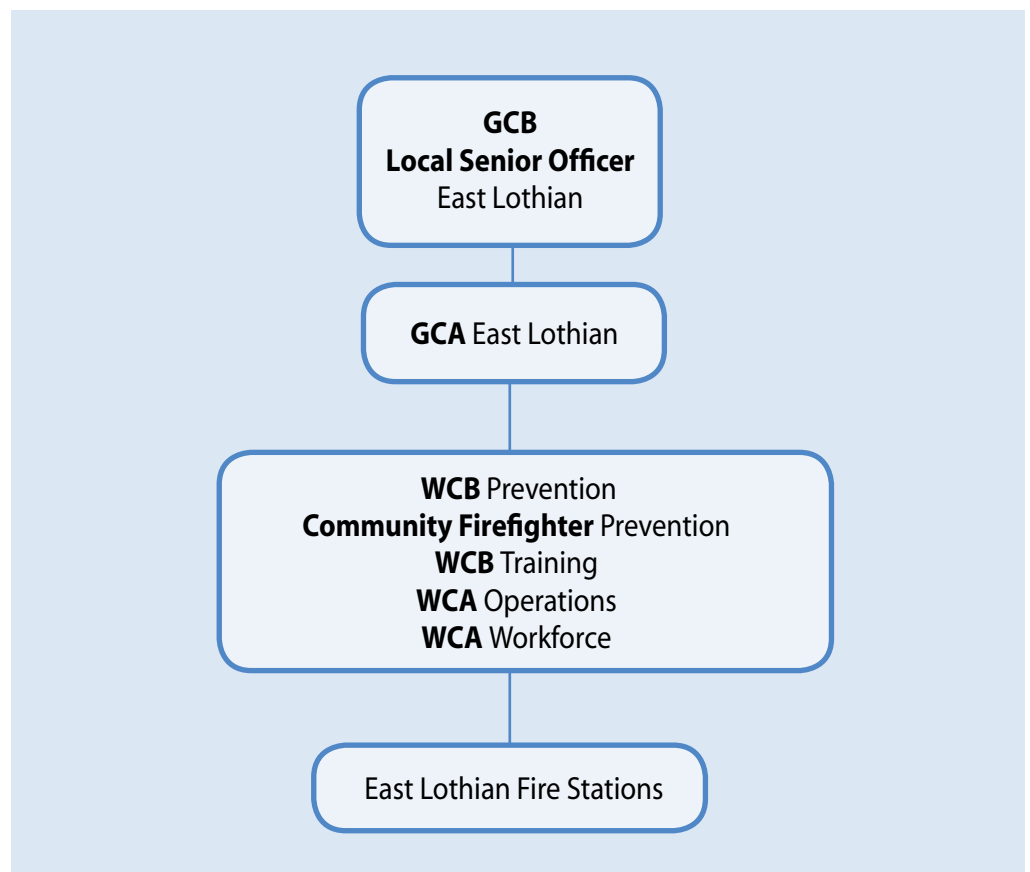 GCB
Local Senior Officer
East Lothian
GCA East Lothian
WCB Prevention
Community Firefighter Prevention
WCB Training
WCA Operations
WCA Workforce
East Lothian Fire Stations